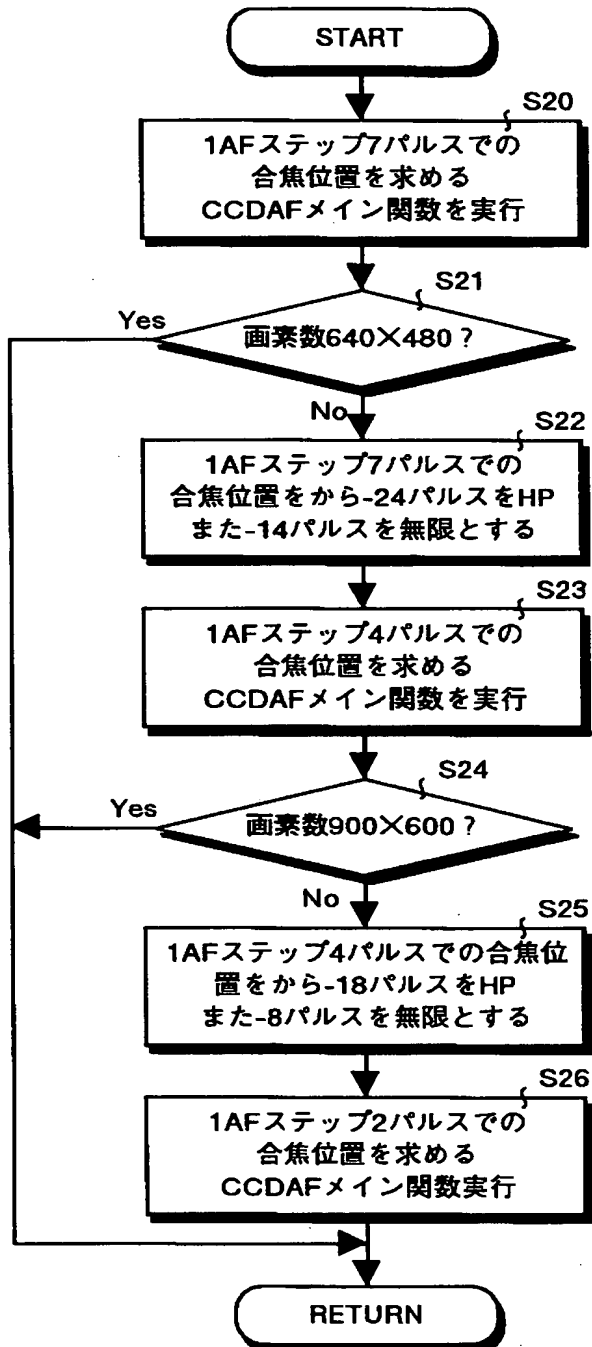 START
S20
1AFステップ7パルスでの
合焦位置を求める
CCDAFメイン関数を実行
S21
Yes
画素数640×480？
No
S22
1AFステップ7パルスでの
合焦位置をから-24パルスをHP
また-14パルスを無限とする
S23
1AFステップ4パルスでの
合焦位置を求める
CCDAFメイン関数を実行
S24
Yes
画素数900×600？
No
S25
1AFステップ4パルスでの合焦位
置をから-18パルスをHP
また-8パルスを無限とする
S26
1AFステップ2パルスでの
合焦位置を求める
CCDAFメイン関数実行
RETURN